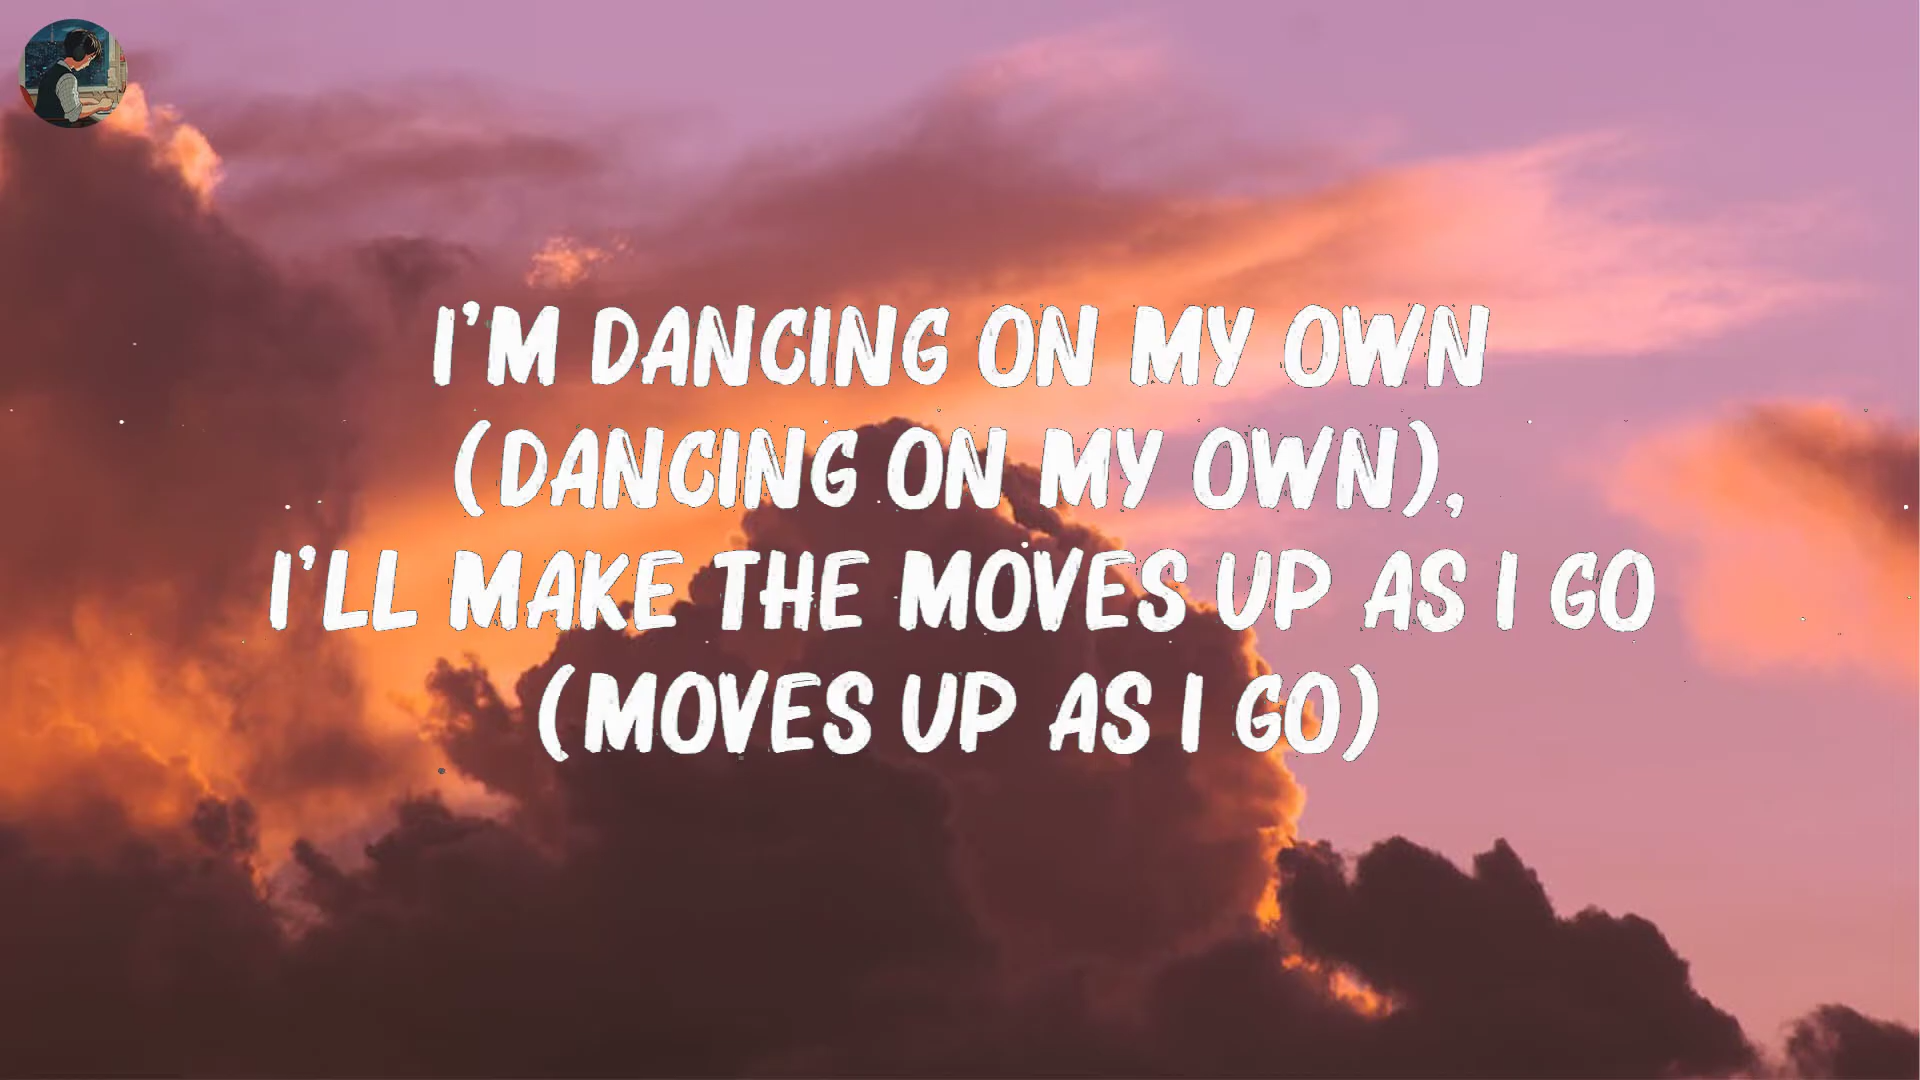 I'M DANCING ON MY OWN
(DANCING ON MY OWN),
I'LL MAKE THE MOVES UP AS I GO
(MOVES UP AS I GO)